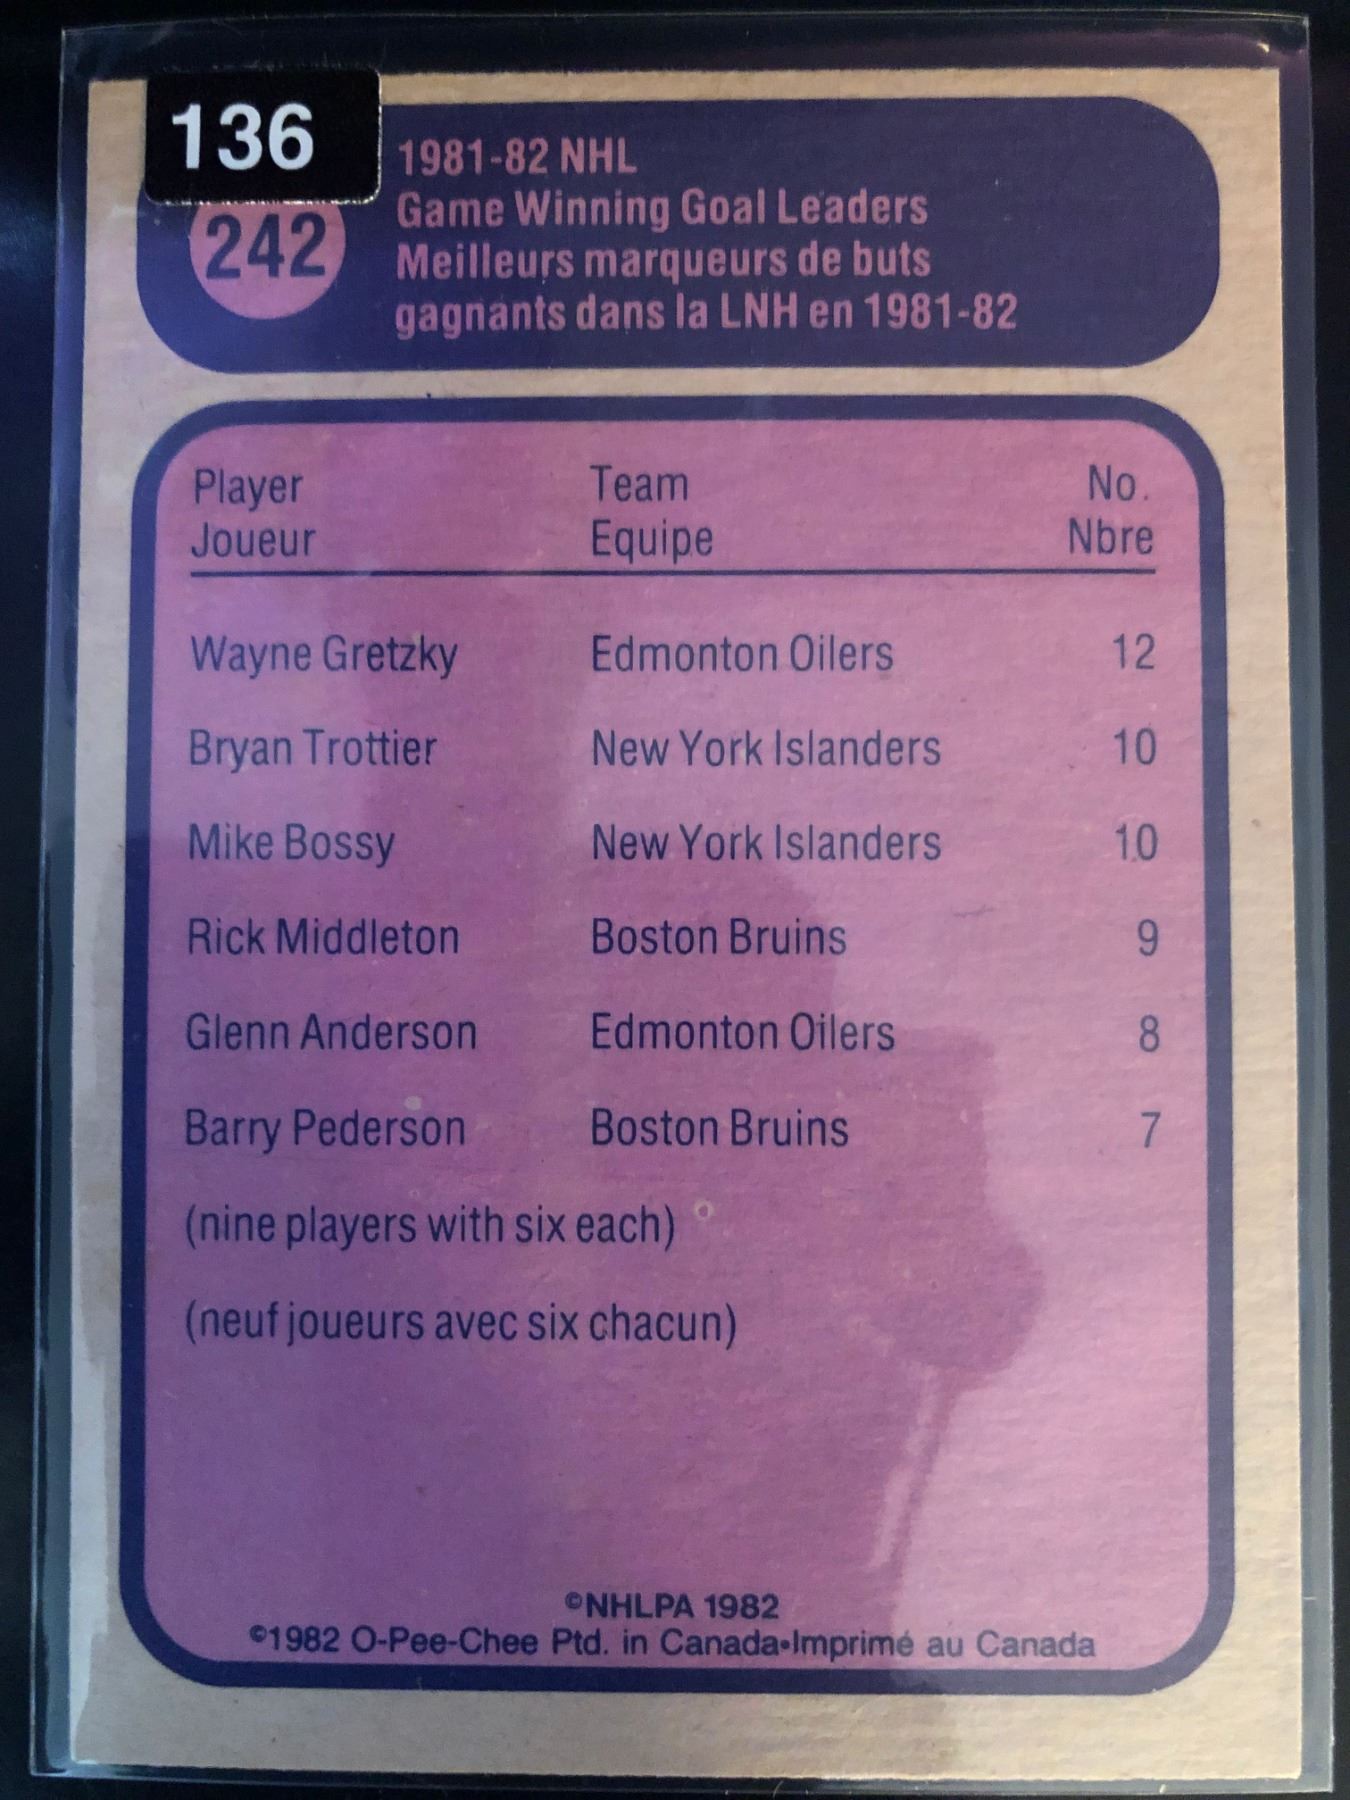 136
242
1981-82 NHL
Game Winning Goal Leaders
Meilleurs marqueurs de buts
gagnants dans la LNH en 1981-82
Player Team No.
Joueur Equipe Nbre
Wayne Gretzky Edmonton Oilers 12
Bryan Trottier New York Islanders 10
Mike Bossy New York Islanders 10
Rick Middleton Boston Bruins 9
Glenn Anderson Edmonton Oilers 8
Barry Pederson Boston Bruins 7
(nine players with six each)
(neuf joueurs avec six chacun)
©NHLPA 1982
©1982 O-Pee-Chee Ptd. in Canada•Imprimé au Canada